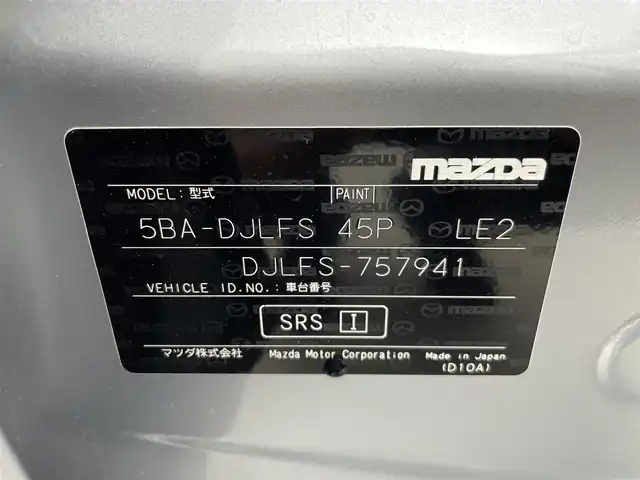 mazda
MODEL: 型式 PAINT
5BA-DJLFS 45P LE2
DJLFS-757941
VEHICLE ID.NO.: 車台番号
SRS I
マツダ株式会社 Mazda Motor Corporation Made in Japan
(D10A)